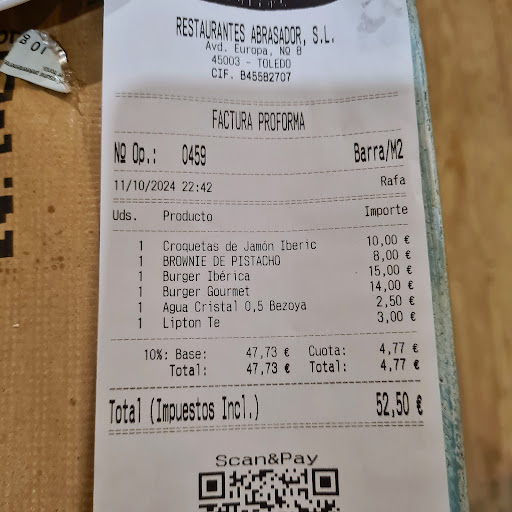 RESTAURANTES ABRASADOR, S.L.
Avd. Europa, Nº 8
45003 - TOLEDO
CIF. B45582707
FACTURA PROFORMA
Nº Op.: 0459 Barra/M2
11/10/2024 22:42 Rafa
Uds. Producto Importe
1 Croquetas de Jamón Iberic 10,00 €
1 BROWNIE DE PISTACHO 8,00 €
1 Burger Ibérica 15,00 €
1 Burger Gourmet 14,00 €
1 Agua Cristal 0,5 Bezoya 2,50 €
1 Lipton Te 3,00 €
10%: Base: 47,73 € Cuota: 4,77 €
Total: 47,73 € Total: 4,77 €
Total (Impuestos Incl.) 52,50 €
Scan&Pay